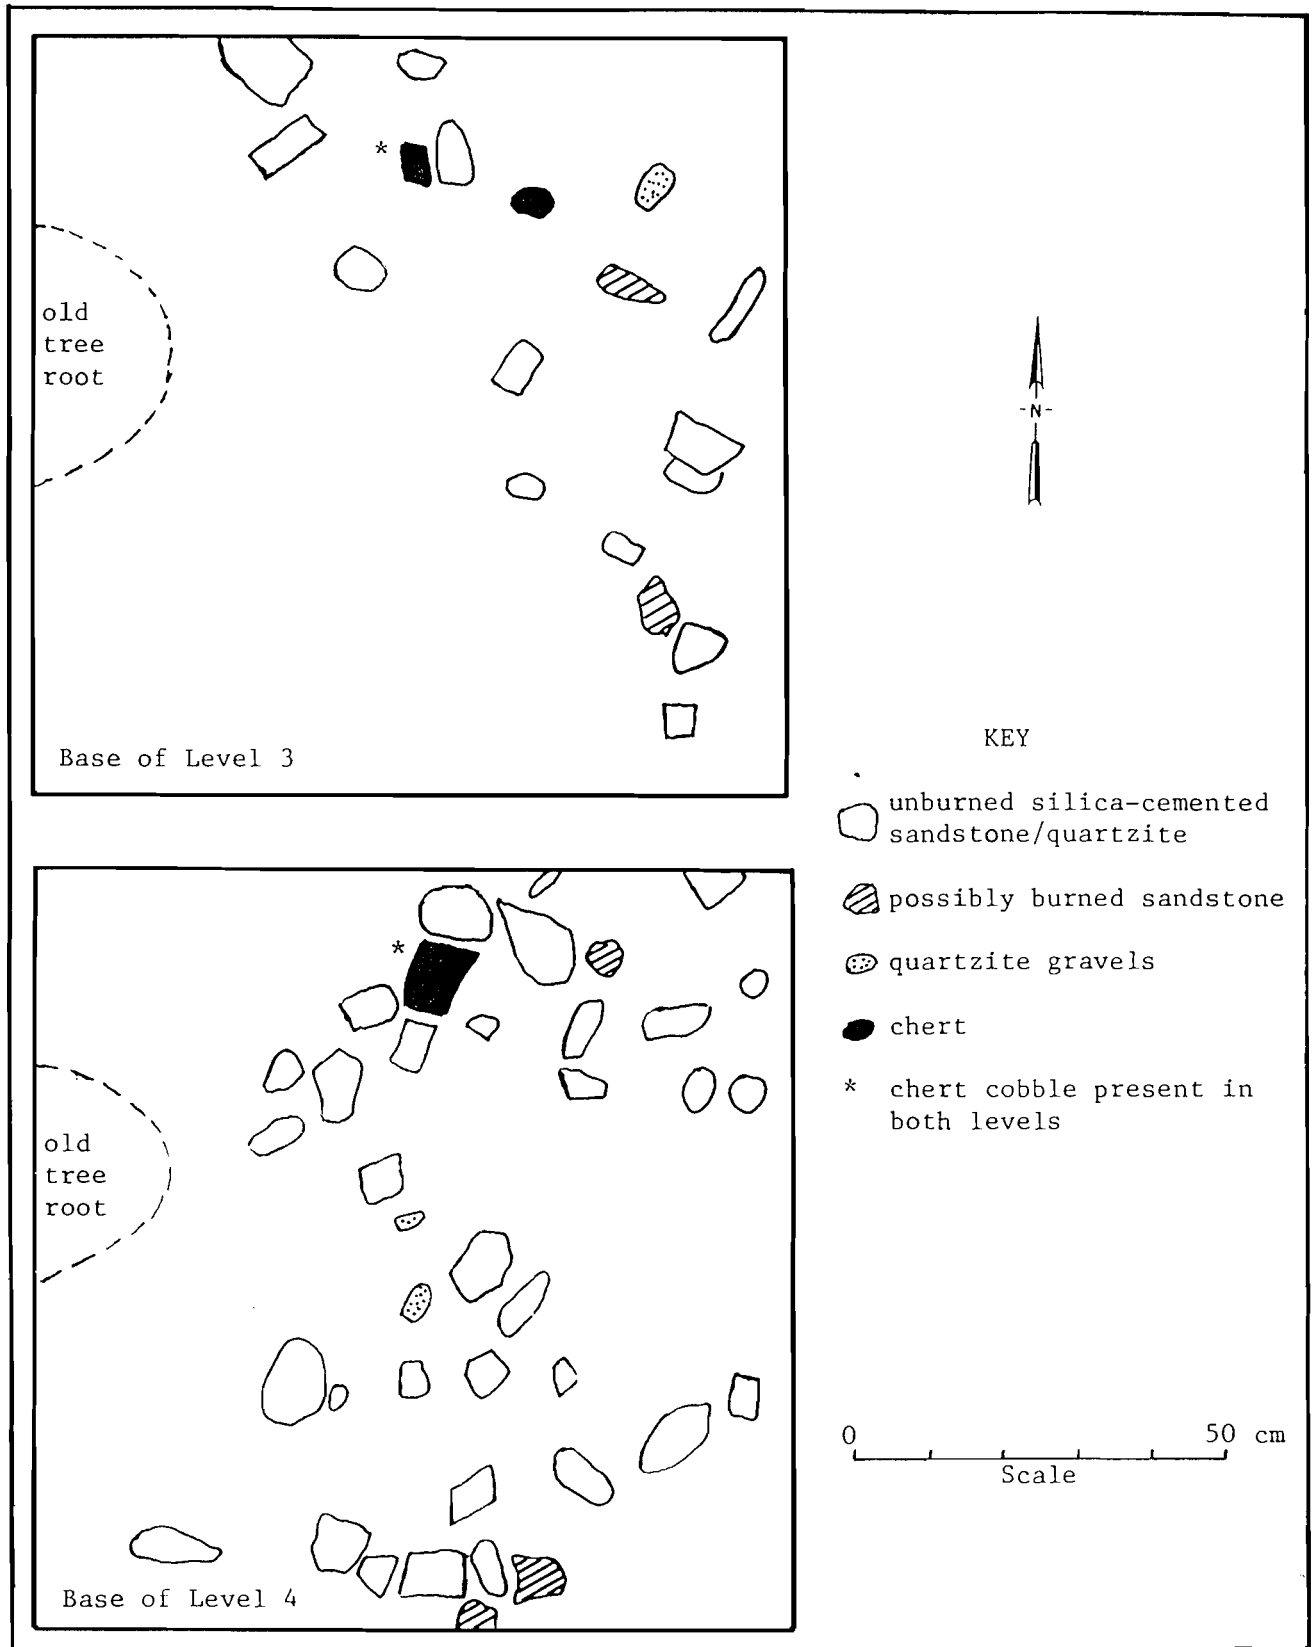 *
old
tree
root
Base of Level 3
-N-
KEY
unburned silica-cemented
sandstone/quartzite
possibly burned sandstone
quartzite gravels
chert
* chert cobble present in
both levels
*
old
tree
root
Base of Level 4
0 50 cm
Scale